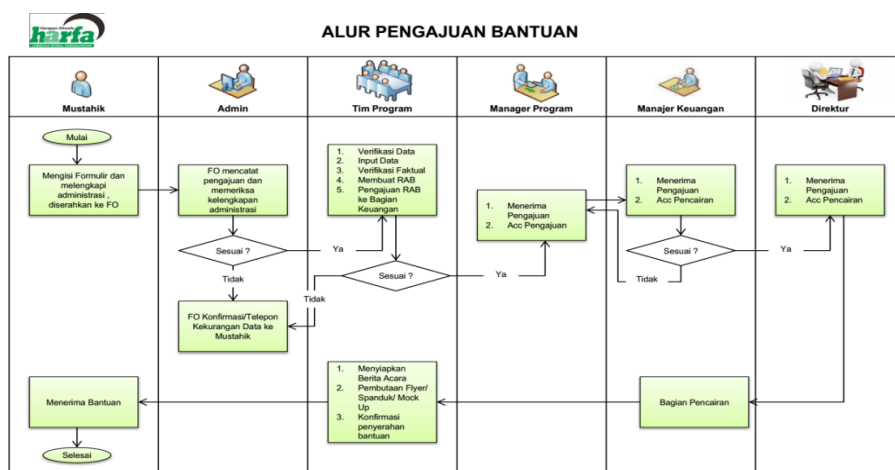 harfa
ALUR PENGAJUAN BANTUAN
Mustahik
Admin
Tim Program
Manager Program
Manajer Keuangan
Direktur
Mulai
Mengisi Formulir dan
melengkapi administrasi ,
diserahkan ke FO
FO mencatat
pengajuan dan
memeriksa
kelengkapan
administrasi
Sesuai ?
Ya
Tidak
FO Konfirmasi/Telepon
Kekurangan Data ke
Mustahik
1. Verifikasi Data
2. Input Data
3. Verifikasi Faktual
4. Membuat RAB
5. Pengajuan RAB
ke Bagian
Keuangan
Sesuai ?
Ya
Tidak
1. Menerima
Pengajuan
2. Acc Pengajuan
1. Menerima
Pengajuan
2. Acc Pencairan
Sesuai ?
Ya
Tidak
1. Menerima
Pengajuan
2. Acc Pencairan
Bagian Pencairan
1. Menyiapkan
Berita Acara
2. Pembutaan Flyer/
Spanduk/ Mock
Up
3. Konfirmasi
penyerahan
bantuan
Menerima Bantuan
Selesai